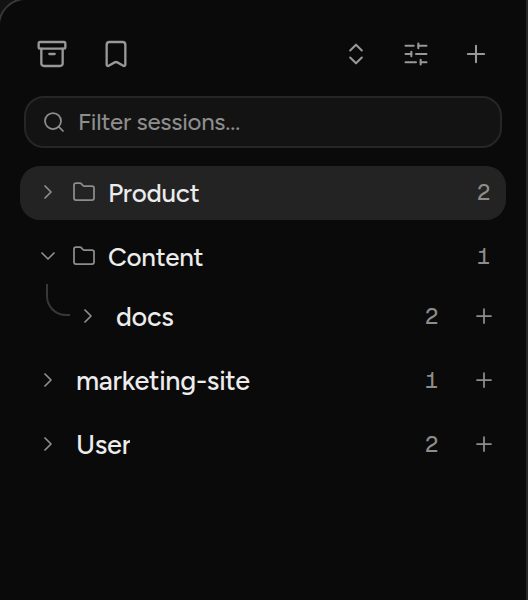 Filter sessions...
Product 2
Content 1
docs 2
marketing-site 1
User 2